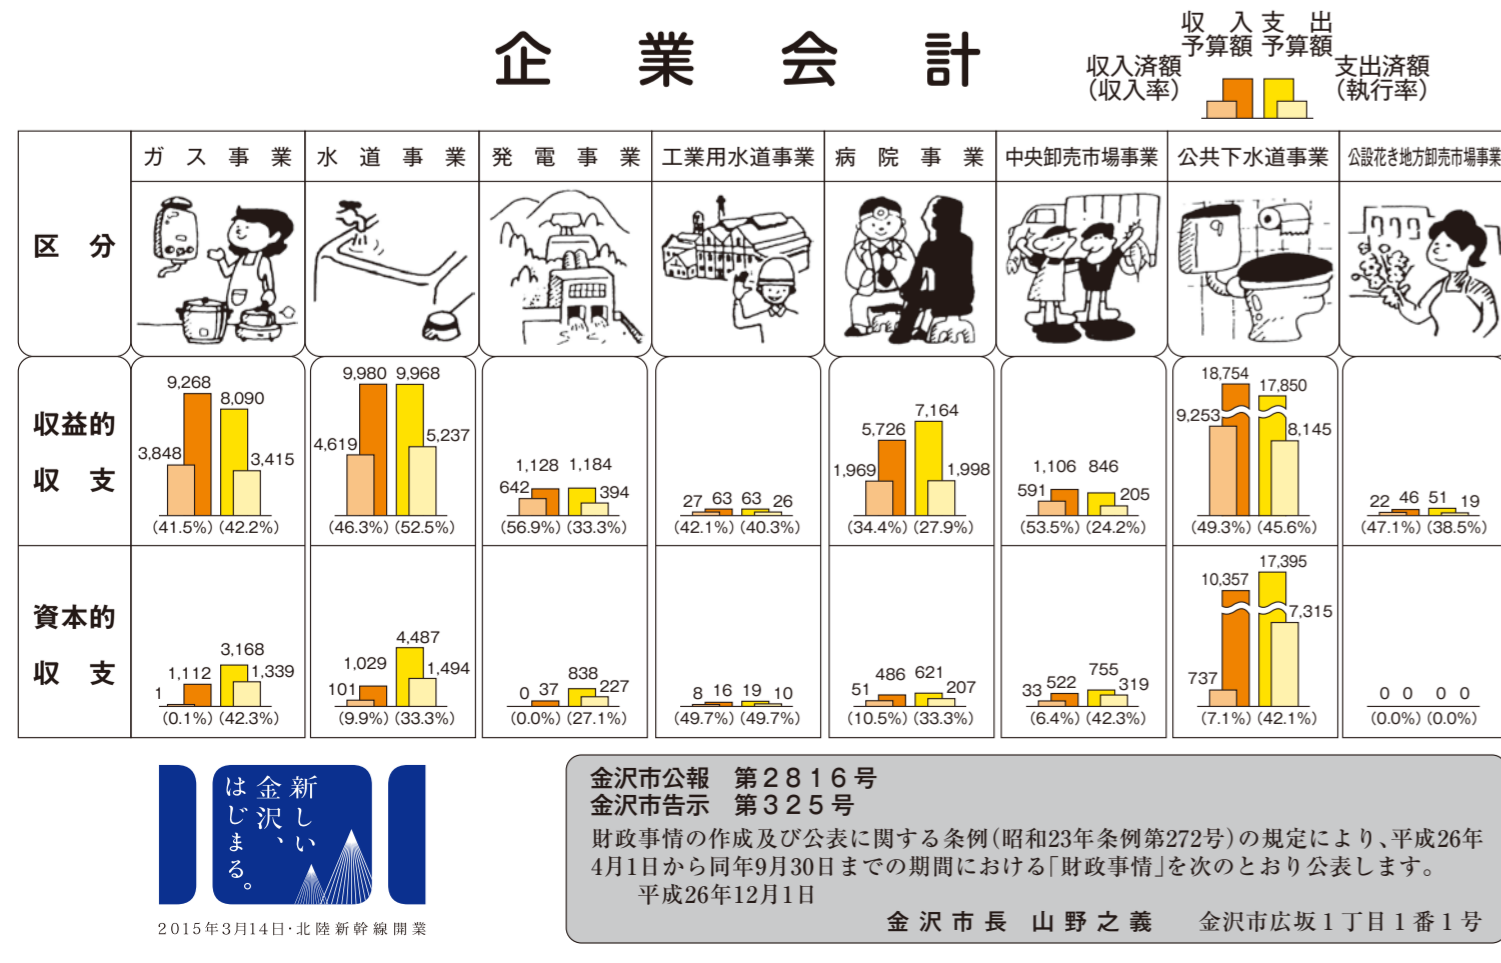 企業会計
収入予算額
支出予算額
収入済額
（収入率）
支出済額
（執行率）
区分
ガス事業
水道事業
発電事業
工業用水道事業
病院事業
中央卸売市場事業
公共下水道事業
公設花き地方卸売市場事業
収益的
収支
9,268
8,090
3,848
3,415
(41.5%) (42.2%)
9,980 9,968
4,619
5,237
(46.3%) (52.5%)
1,128 1,184
642
394
(56.9%) (33.3%)
27 63 63 26
(42.1%) (40.3%)
5,726
7,164
1,969
1,998
(34.4%) (27.9%)
1,106 846
591
205
(53.5%) (24.2%)
18,754
17,850
9,253
8,145
(49.3%) (45.6%)
22 46 51 19
(47.1%) (38.5%)
資本的
収支
1
1,112
3,168
1,339
(0.1%) (42.3%)
101
1,029
4,487
1,494
(9.9%) (33.3%)
0 37
838
227
(0.0%) (27.1%)
8 16 19 10
(49.7%) (49.7%)
51
486 621
207
(10.5%) (33.3%)
33
522
755
319
(6.4%) (42.3%)
10,357
17,395
737
7,315
(7.1%) (42.1%)
0 0 0 0
(0.0%) (0.0%)
新しい
金沢、
はじまる。
2015年3月14日・北陸新幹線開業
金沢市公報　第２８１６号
金沢市告示　第３２５号
財政事情の作成及び公表に関する条例（昭和23年条例第272号）の規定により、平成26年
4月1日から同年9月30日までの期間における「財政事情」を次のとおり公表します。
平成26年12月1日
金沢市長　山野之義　金沢市広坂１丁目１番１号